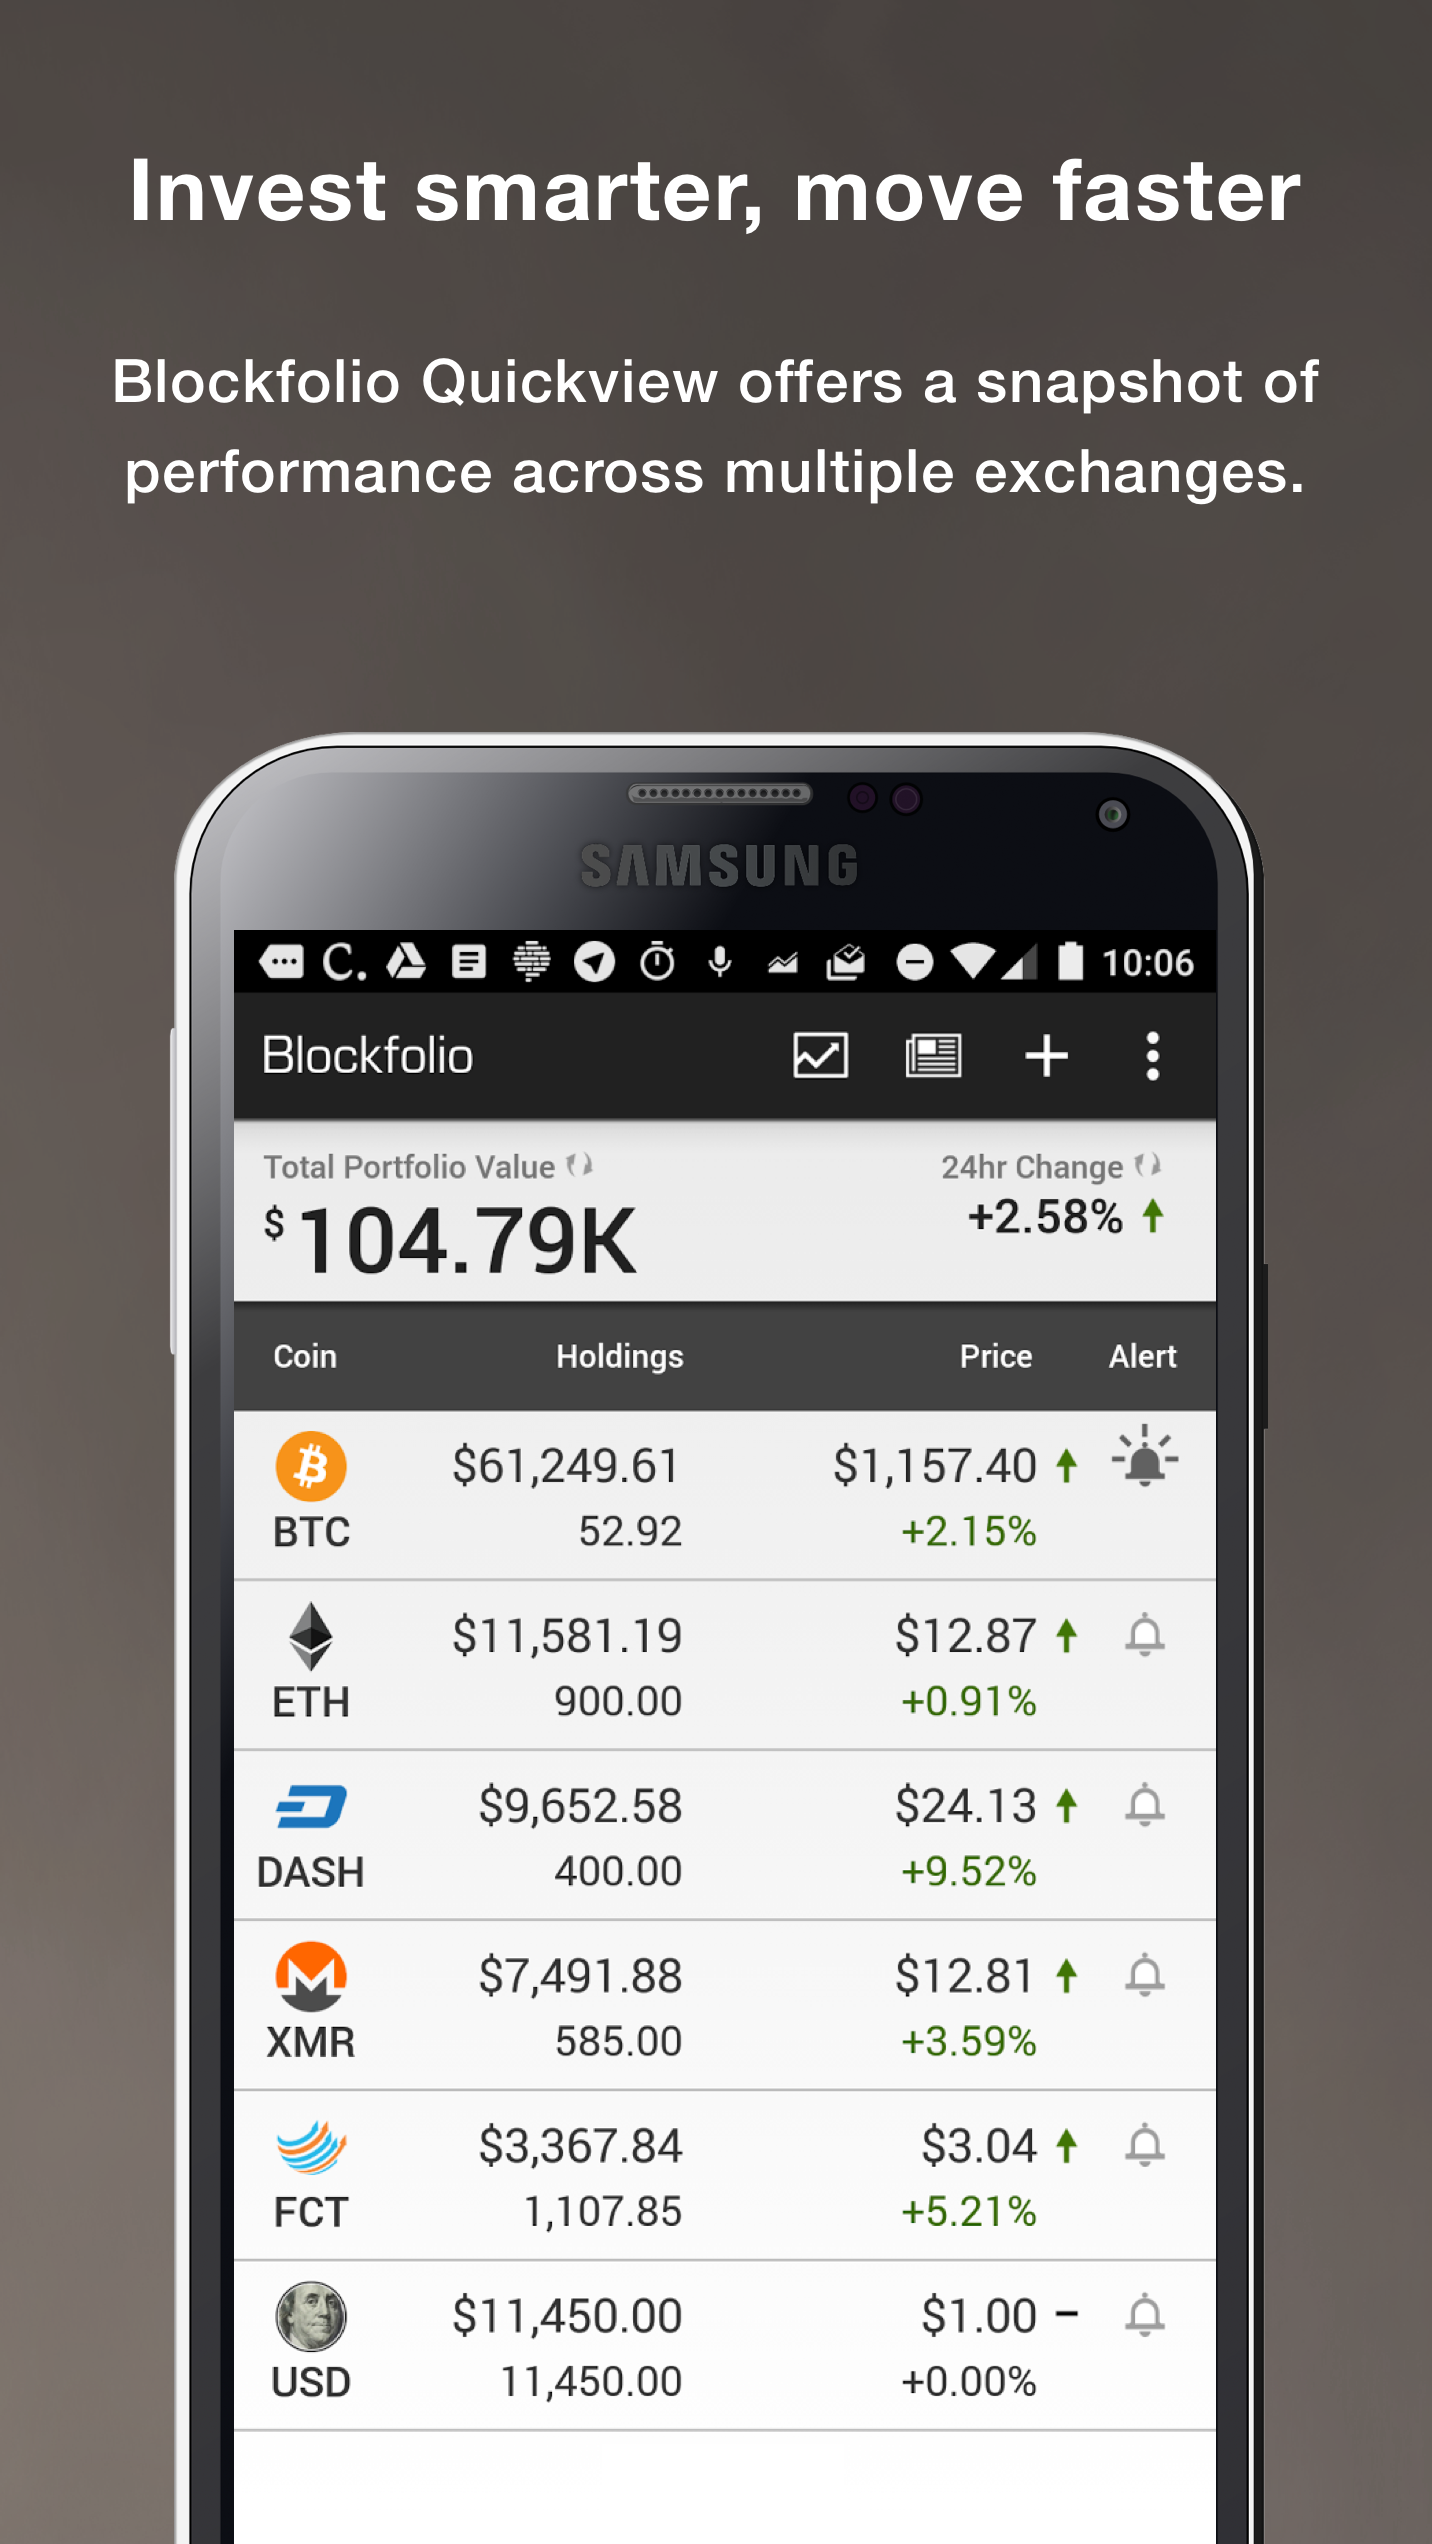 Invest smarter, move faster
Blockfolio Quickview offers a snapshot of
performance across multiple exchanges.
SAMSUNG
C. 10:06
Blockfolio
Total Portfolio Value 24hr Change
$104.79K +2.58%
Coin Holdings Price Alert
$61,249.61 $1,157.40
BTC 52.92 +2.15%
$11,581.19 $12.87
ETH 900.00 +0.91%
$9,652.58 $24.13
DASH 400.00 +9.52%
$7,491.88 $12.81
XMR 585.00 +3.59%
$3,367.84 $3.04
FCT 1,107.85 +5.21%
$11,450.00 $1.00 –
USD 11,450.00 +0.00%